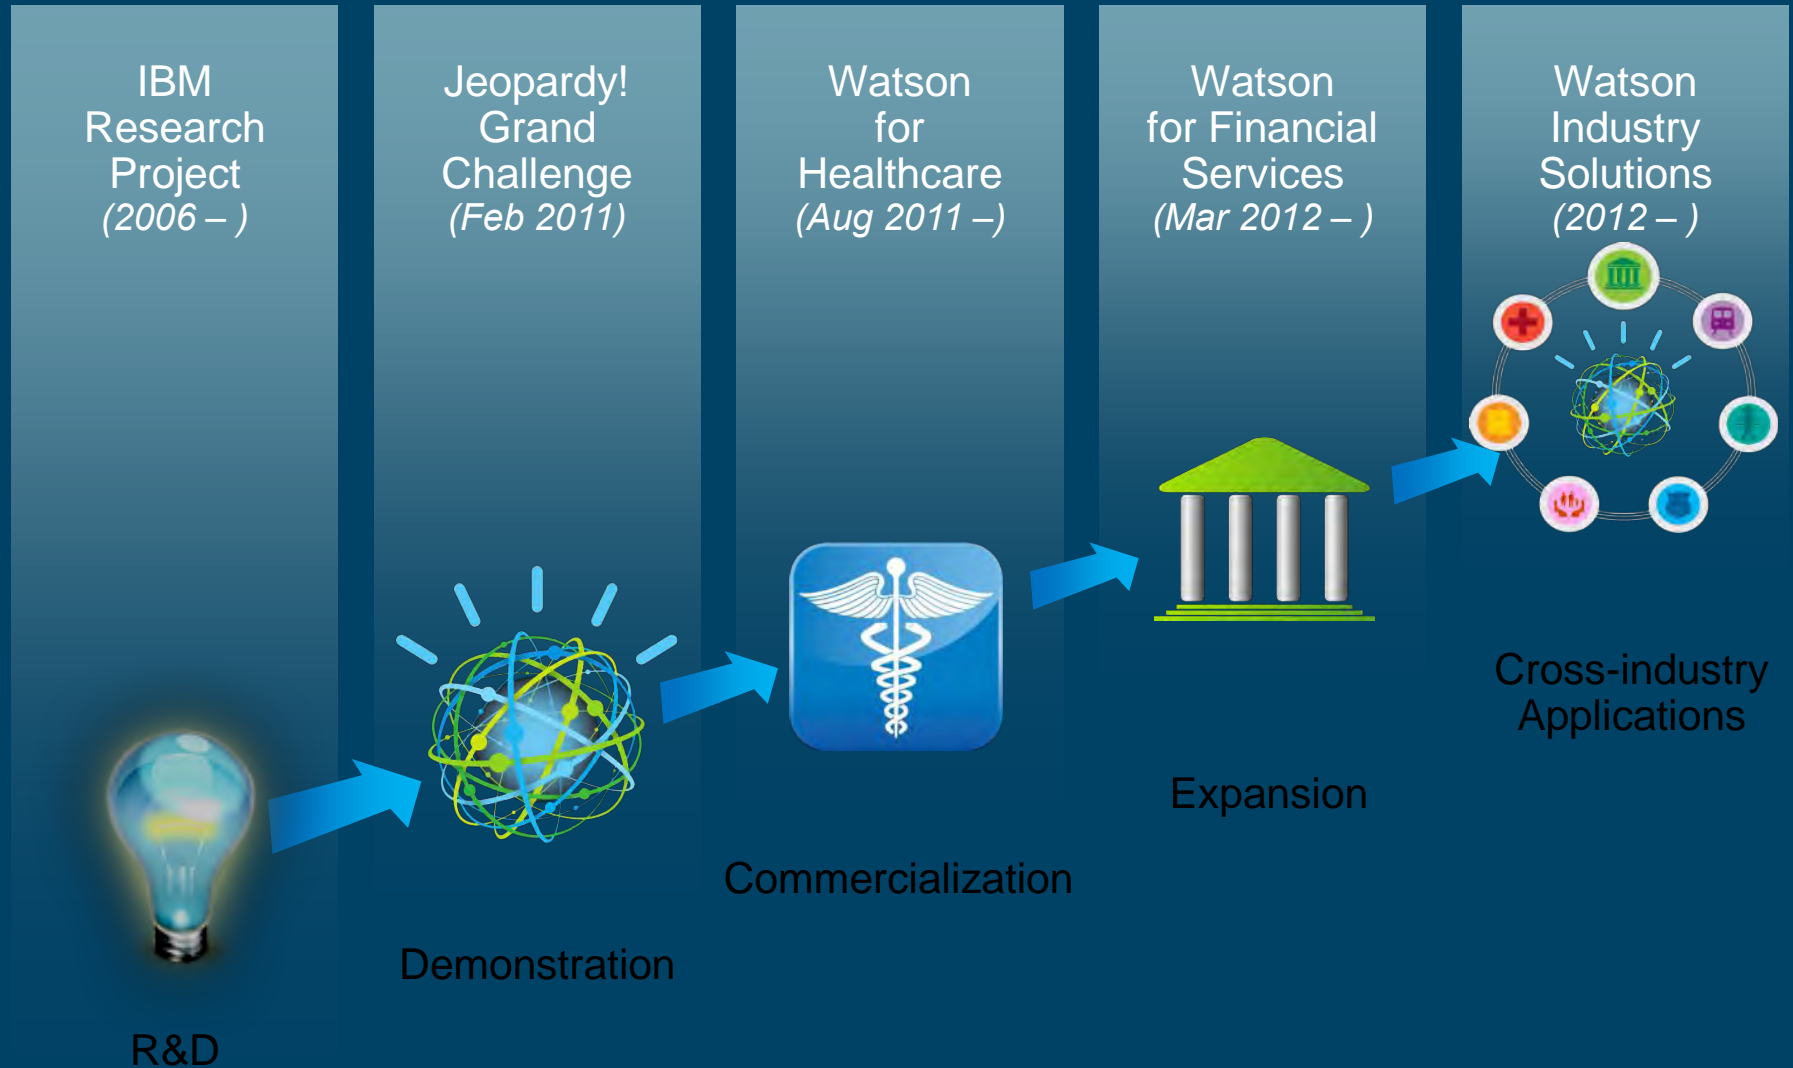 IBM
Research
Project
(2006 – )
Jeopardy!
Grand
Challenge
(Feb 2011)
Watson
for
Healthcare
(Aug 2011 –)
Watson
for Financial
Services
(Mar 2012 – )
Watson
Industry
Solutions
(2012 – )
R&D
Demonstration
Commercialization
Expansion
Cross-industry
Applications